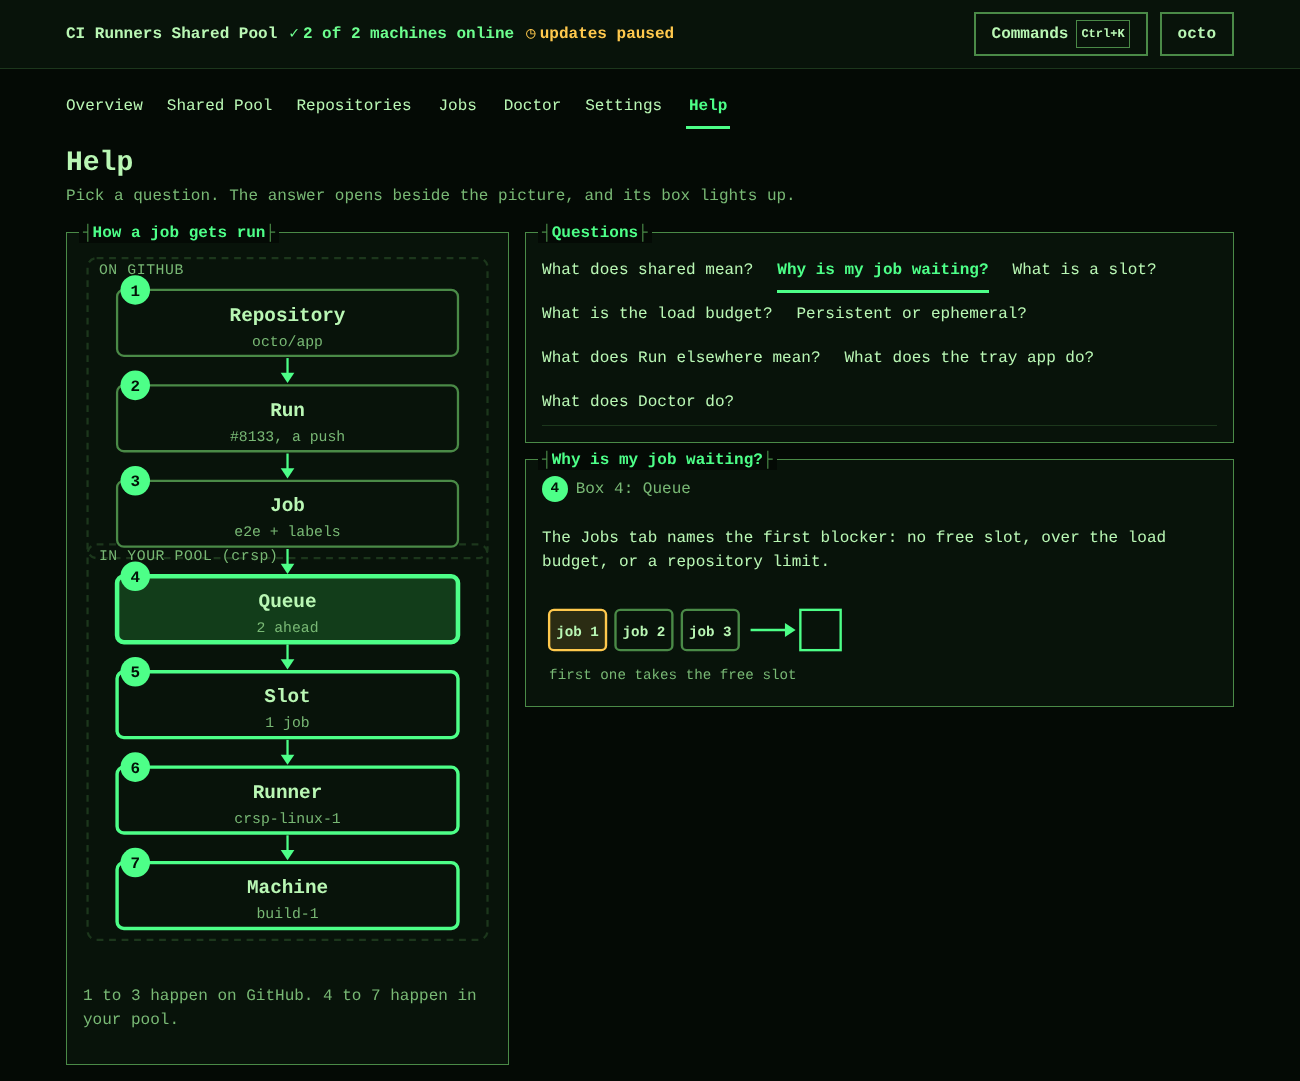 CI Runners Shared Pool ✓ 2 of 2 machines online ◷ updates paused
Commands Ctrl+K
octo
Overview Shared Pool Repositories Jobs Doctor Settings Help
Help
Pick a question. The answer opens beside the picture, and its box lights up.
How a job gets run
ON GITHUB
1
Repository
octo/app
2
Run
#8133, a push
3
Job
e2e + labels
IN YOUR POOL (crsp)
4
Queue
2 ahead
5
Slot
1 job
6
Runner
crsp-linux-1
7
Machine
build-1
1 to 3 happen on GitHub. 4 to 7 happen in
your pool.
Questions
What does shared mean? Why is my job waiting? What is a slot?
What is the load budget? Persistent or ephemeral?
What does Run elsewhere mean? What does the tray app do?
What does Doctor do?
Why is my job waiting?
4 Box 4: Queue
The Jobs tab names the first blocker: no free slot, over the load
budget, or a repository limit.
job 1 job 2 job 3
first one takes the free slot